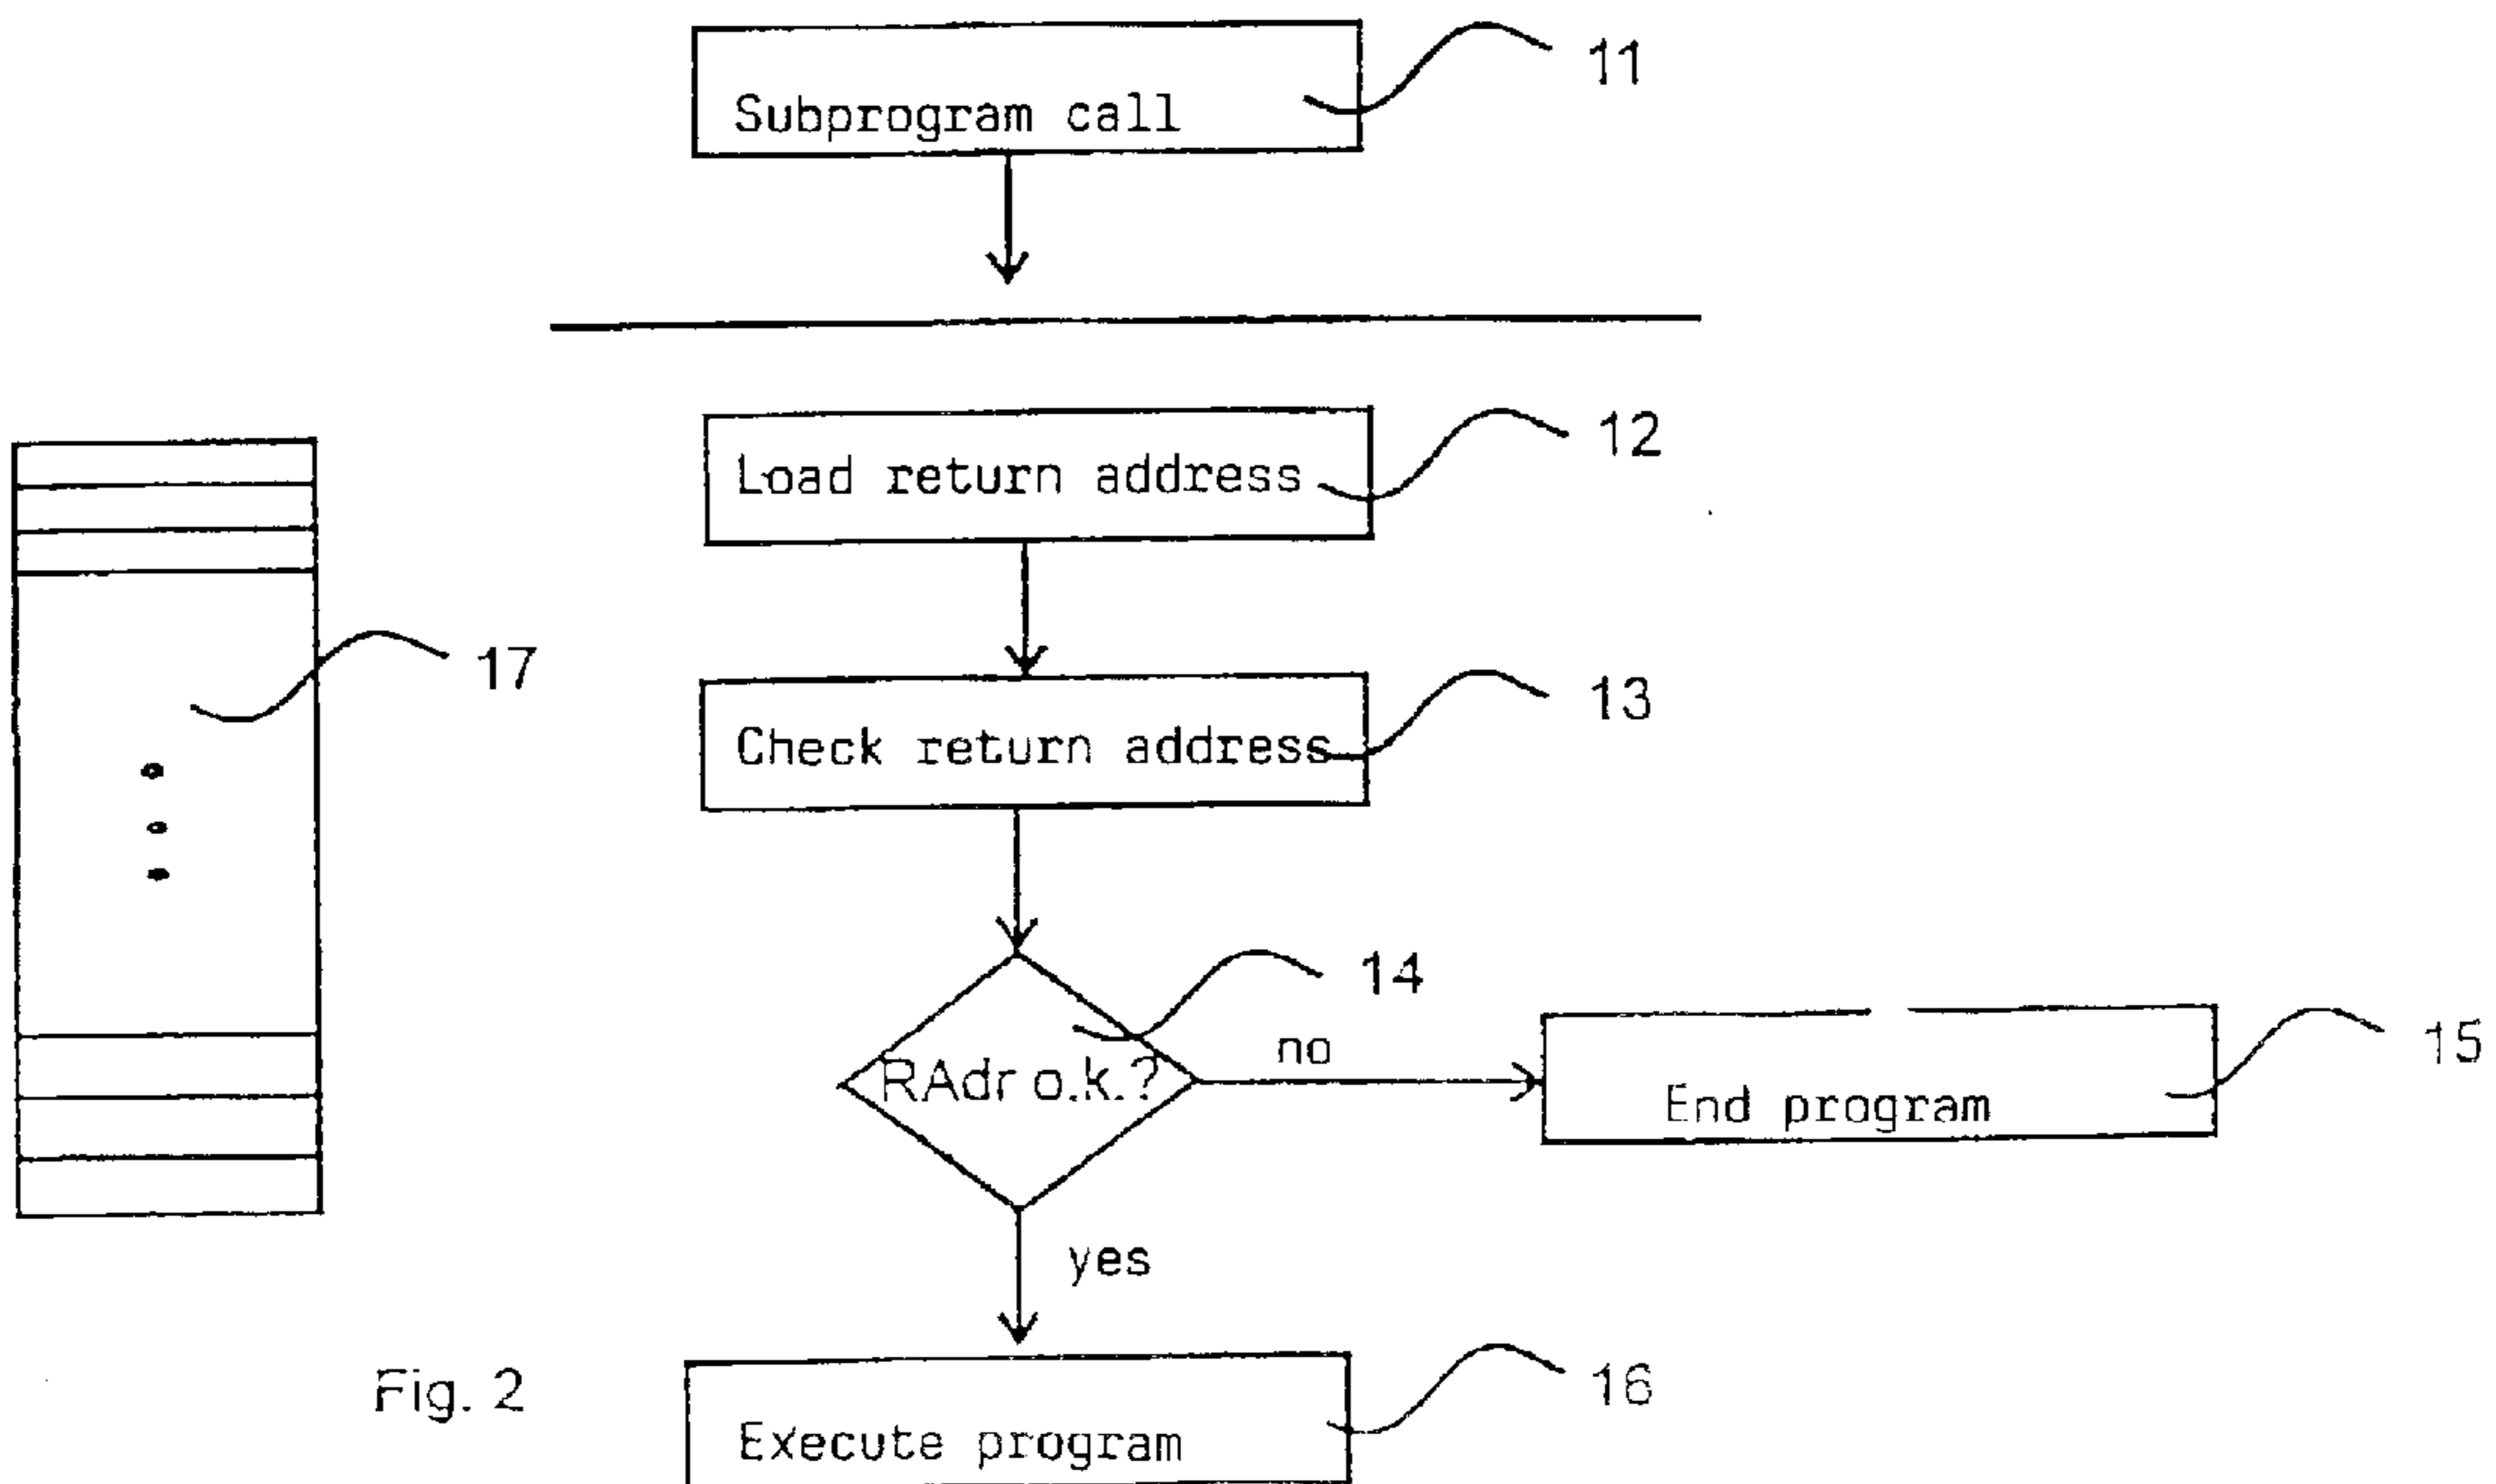 11
Subprogram call
12
Load return address
17
13
Check return address
14
no
15
RAdr o.k.?
End program
yes
Fig. 2
16
Execute program